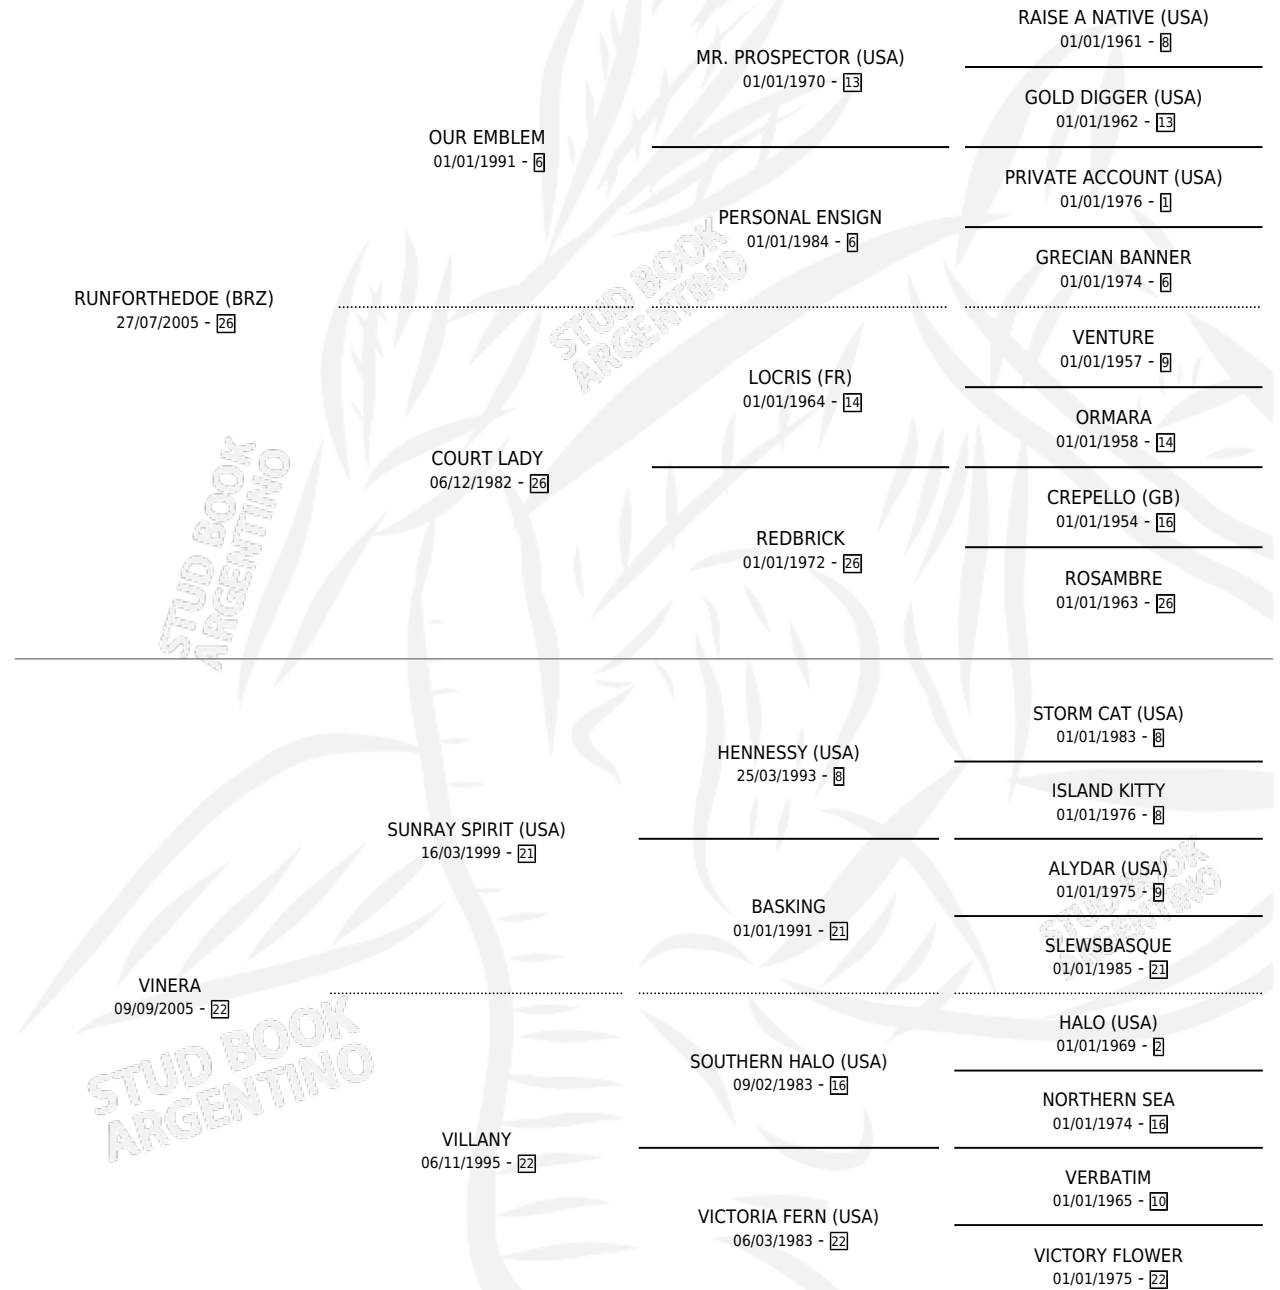 RAISE A NATIVE (USA)
01/01/1961 - 8
MR. PROSPECTOR (USA)
01/01/1970 - 13
GOLD DIGGER (USA)
01/01/1962 - 13
OUR EMBLEM
01/01/1991 - 6
PRIVATE ACCOUNT (USA)
01/01/1976 - 1
PERSONAL ENSIGN
01/01/1984 - 6
GRECIAN BANNER
01/01/1974 - 6
RUNFORTHEDOE (BRZ)
27/07/2005 - 26
STUD BOOK
ARGENTINO
VENTURE
01/01/1957 - 9
LOCRIS (FR)
01/01/1964 - 14
ORMARA
01/01/1958 - 14
COURT LADY
06/12/1982 - 26
CREPELLO (GB)
01/01/1954 - 16
REDBRICK
01/01/1972 - 26
ROSAMBRE
01/01/1963 - 26
STUD BOOK
ARGENTINO
STORM CAT (USA)
01/01/1983 - 8
HENNESSY (USA)
25/03/1993 - 8
ISLAND KITTY
01/01/1976 - 8
SUNRAY SPIRIT (USA)
16/03/1999 - 21
ALYDAR (USA)
01/01/1975 - 9
BASKING
01/01/1991 - 21
SLEWSBASQUE
01/01/1985 - 21
STUD BOOK
ARGENTINO
VINERA
09/09/2005 - 22
STUD BOOK
ARGENTINO
HALO (USA)
01/01/1969 - 2
SOUTHERN HALO (USA)
09/02/1983 - 16
NORTHERN SEA
01/01/1974 - 16
VILLANY
06/11/1995 - 22
VERBATIM
01/01/1965 - 10
VICTORIA FERN (USA)
06/03/1983 - 22
VICTORY FLOWER
01/01/1975 - 22